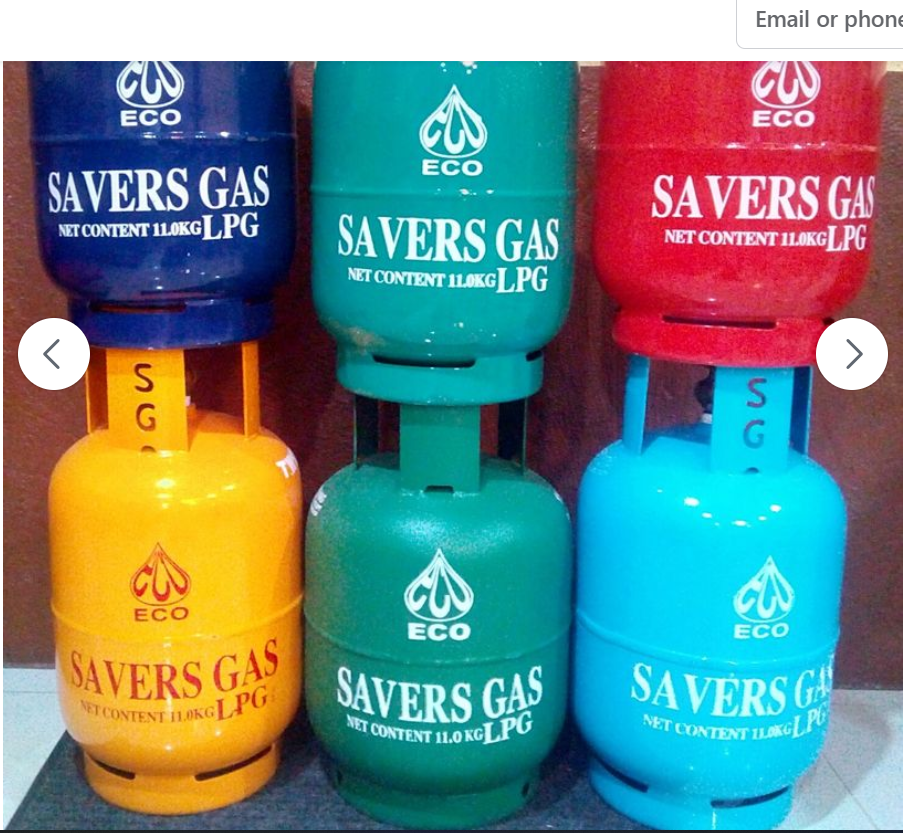 Email or phone
ECO
SAVERS GAS
NET CONTENT 11.0KG LPG
ECO
SAVERS GAS
NET CONTENT 11.0KG LPG
ECO
SAVERS GAS
NET CONTENT 11.0KG LPG
S
G
ECO
SAVERS GAS
NET CONTENT 11.0KG LPG
ECO
SAVERS GAS
NET CONTENT 11.0 KG LPG
S
G
ECO
SAVERS GAS
NET CONTENT 11.0KG LPG